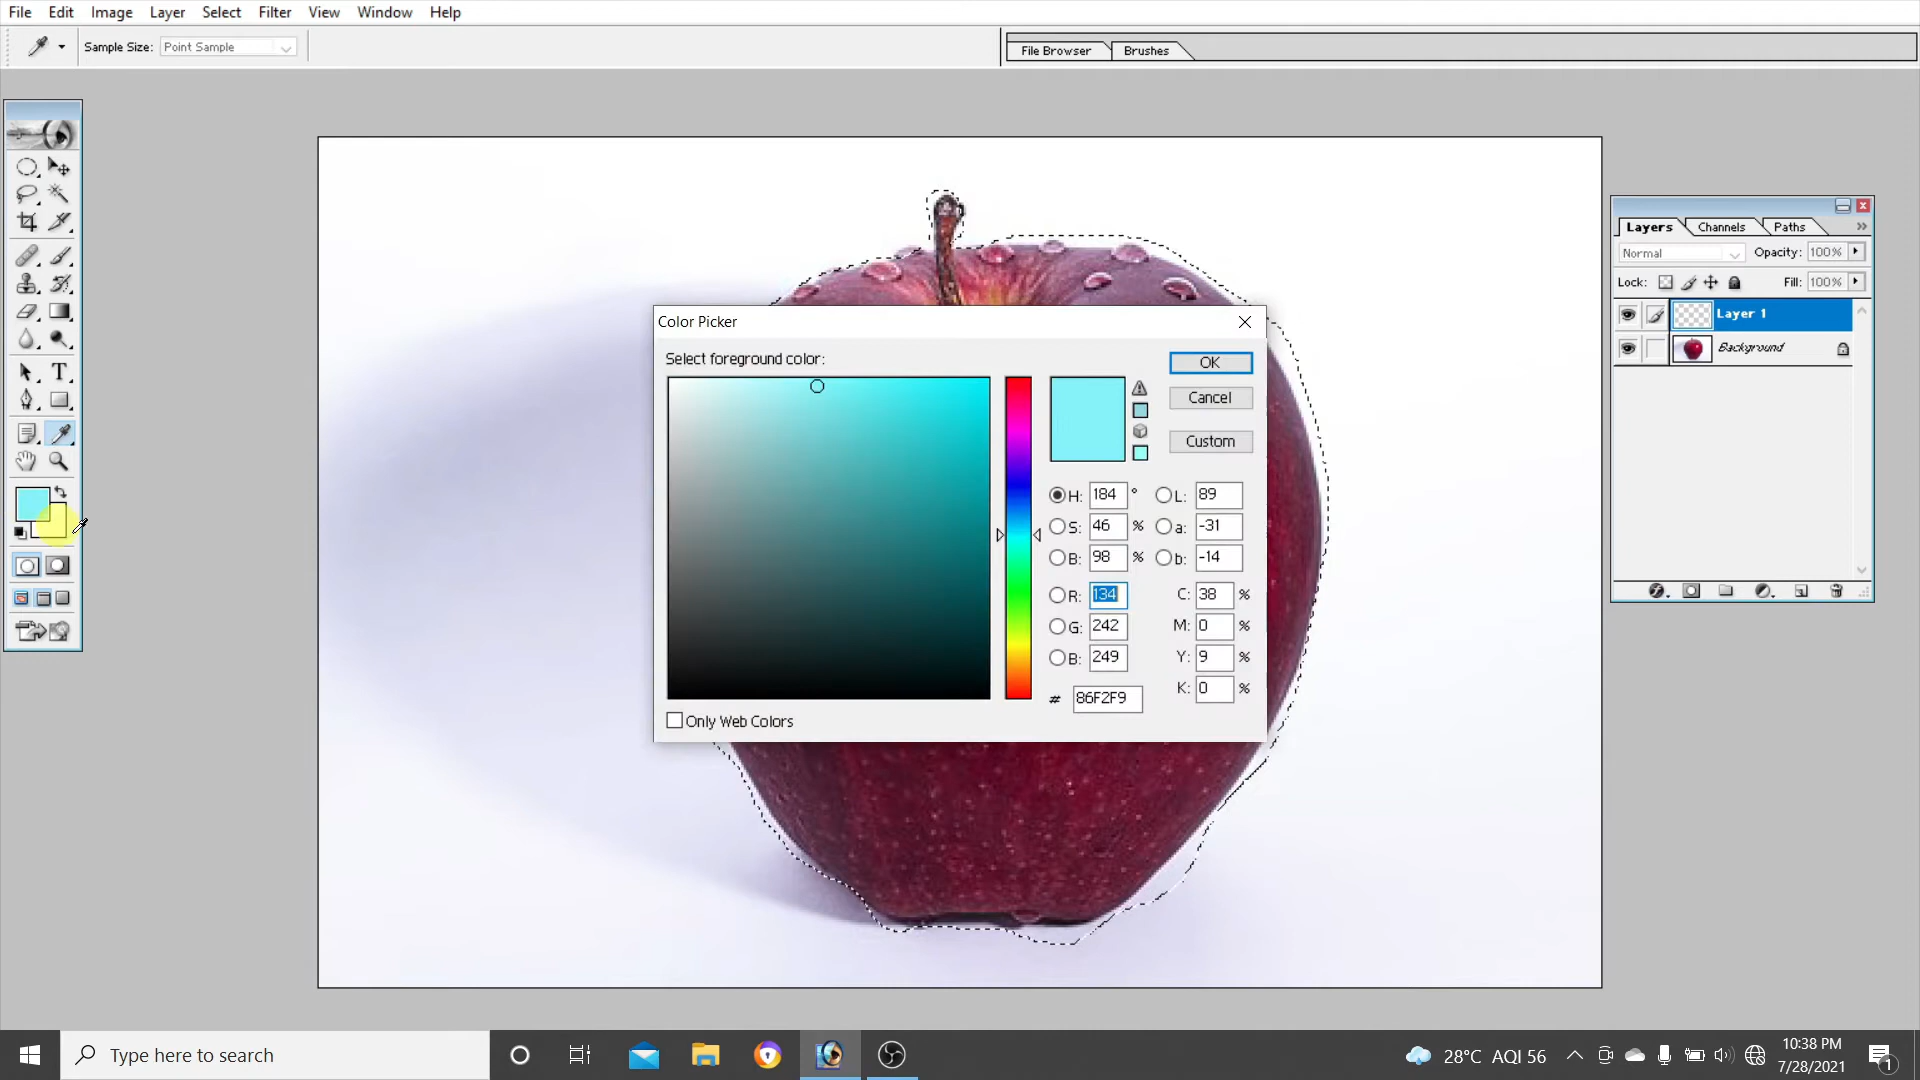 File Edit Image Layer Select Filter View Window Help
Sample Size: Point Sample
File Browser Brushes
Layers Channels Paths
Normal Opacity: 100%
Lock: Fill: 100%
Layer 1
Background
Color Picker
Select foreground color:
OK
Cancel
Custom
H: 184 ° L: 89
S: 46 % a: -31
B: 98 % b: -14
R: 134 C: 38 %
G: 242 M: 0 %
B: 249 Y: 9 %
K: 0 %
# 86F2F9
Only Web Colors
Type here to search
28°C AQI 56
10:38 PM
7/28/2021
1